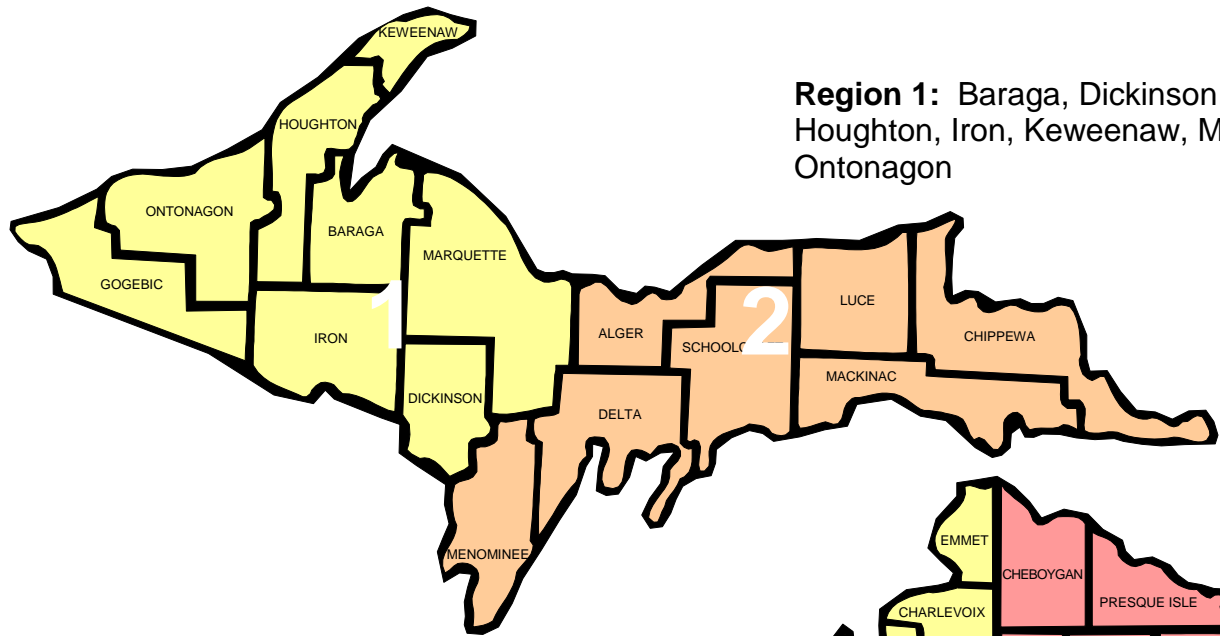 KEWEENAW
Region 1: Baraga, Dickinson
Houghton, Iron, Keweenaw, M
Ontonagon
HOUGHTON
ONTONAGON
BARAGA
MARQUETTE
GOGEBIC
1
2
LUCE
IRON
ALGER
SCHOOLC
CHIPPEWA
MACKINAC
DICKINSON
DELTA
EMMET
MENOMINEE
CHEBOYGAN
PRESQUE ISLE
CHARLEVOIX